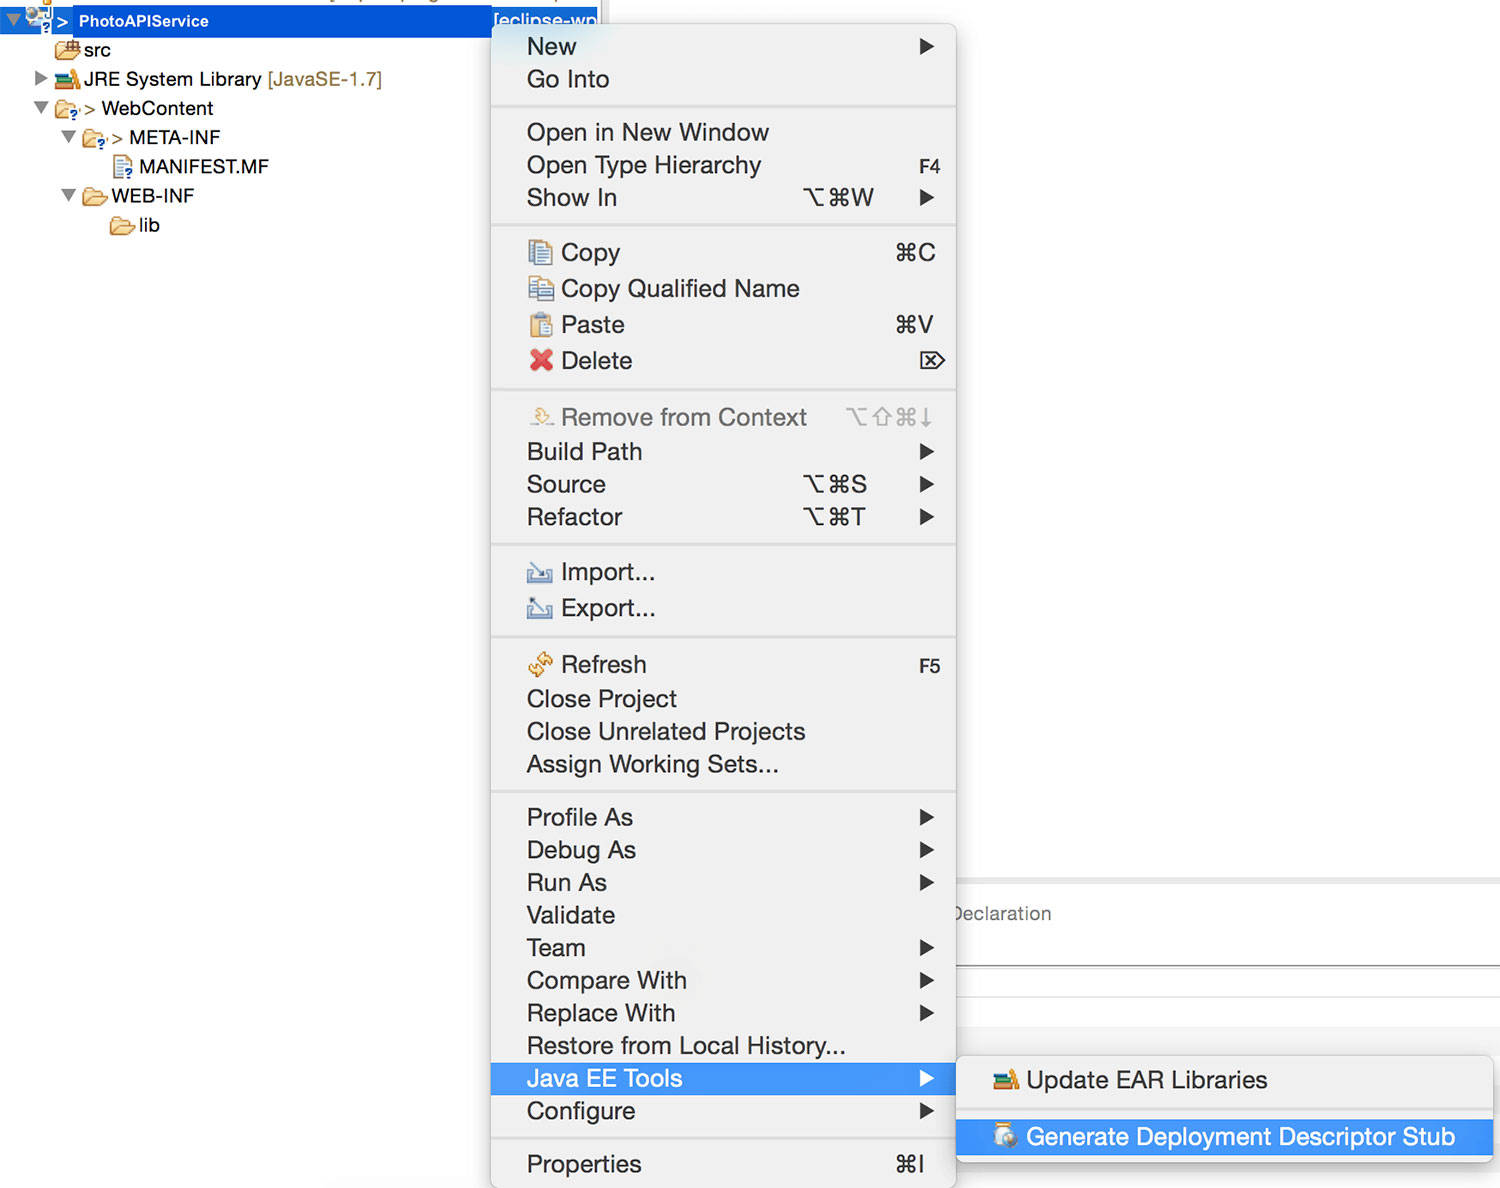 > PhotoAPIService [eclipse-wp
src
JRE System Library [JavaSE-1.7]
> WebContent
> META-INF
MANIFEST.MF
WEB-INF
lib
New
Go Into
Open in New Window
Open Type Hierarchy F4
Show In ⌥⌘W
Copy ⌘C
Copy Qualified Name
Paste ⌘V
Delete ⌦
Remove from Context ⌥⇧⌘↓
Build Path
Source ⌥⌘S
Refactor ⌥⌘T
Import...
Export...
Refresh F5
Close Project
Close Unrelated Projects
Assign Working Sets...
Profile As
Debug As
Run As
Validate
Team
Compare With
Replace With
Restore from Local History...
Java EE Tools
Configure
Properties ⌘I
Declaration
Update EAR Libraries
Generate Deployment Descriptor Stub